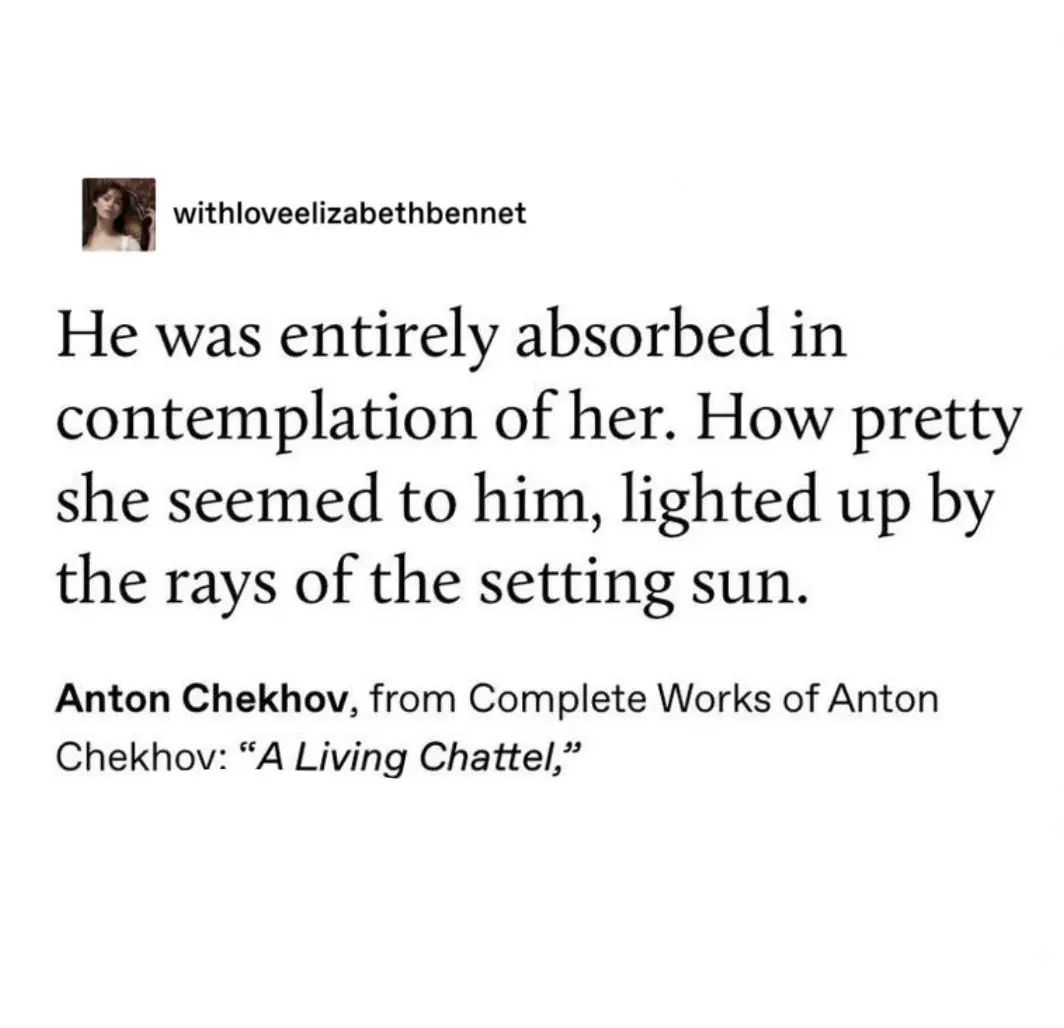 withloveelizabethbennet
He was entirely absorbed in
contemplation of her. How pretty
she seemed to him, lighted up by
the rays of the setting sun.
Anton Chekhov, from Complete Works of Anton
Chekhov: “A Living Chattel,”